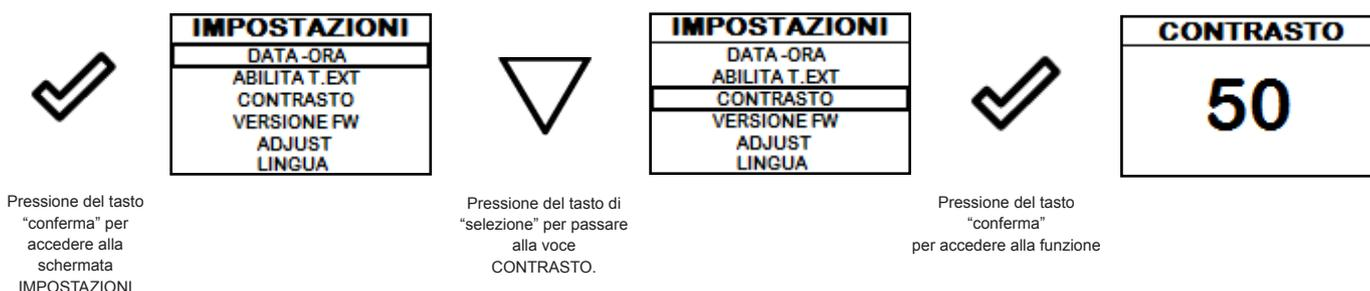 IMPOSTAZIONI
DATA-ORA
ABILITA T.EXT
CONTRASTO
VERSIONE FW
ADJUST
LINGUA
IMPOSTAZIONI
DATA-ORA
ABILITA T.EXT
CONTRASTO
VERSIONE FW
ADJUST
LINGUA
CONTRASTO
50
Pressione del tasto
“conferma” per
accedere alla
schermata
IMPOSTAZIONI
Pressione del tasto di
“selezione” per passare
alla voce
CONTRASTO.
Pressione del tasto
“conferma”
per accedere alla funzione